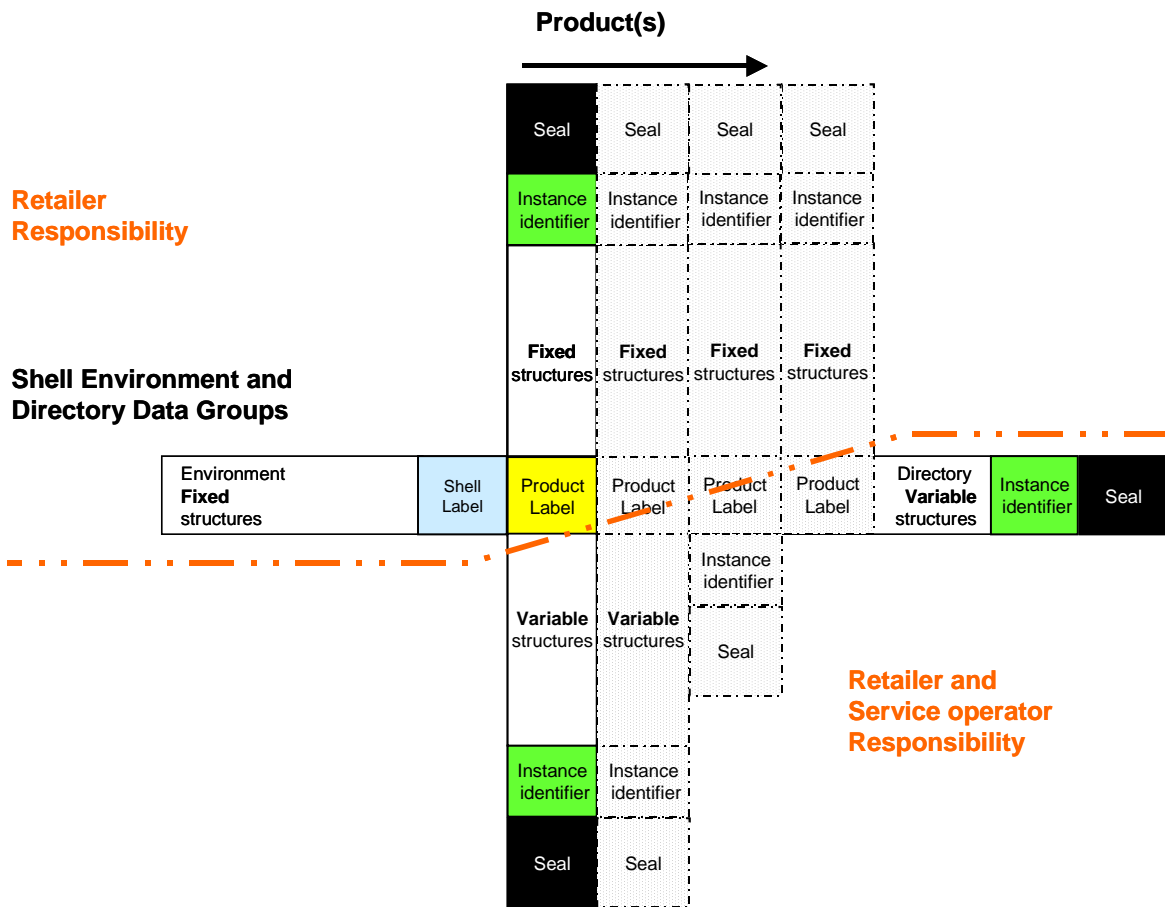 Product(s)
Seal Seal Seal Seal
Retailer
Responsibility
Instance Instance Instance Instance
identifier identifier identifier identifier
Fixed Fixed Fixed Fixed
structures structures structures structures
Shell Environment and
Directory Data Groups
Environment
Fixed
structures
Shell
Label
Product
Label
Product
Label
Product
Label
Product
Label
Directory
Variable
structures
Instance
identifier
Seal
Instance
identifier
Variable
structures
Variable
structures
Seal
Retailer and
Service operator
Responsibility
Instance Instance
identifier identifier
Seal Seal